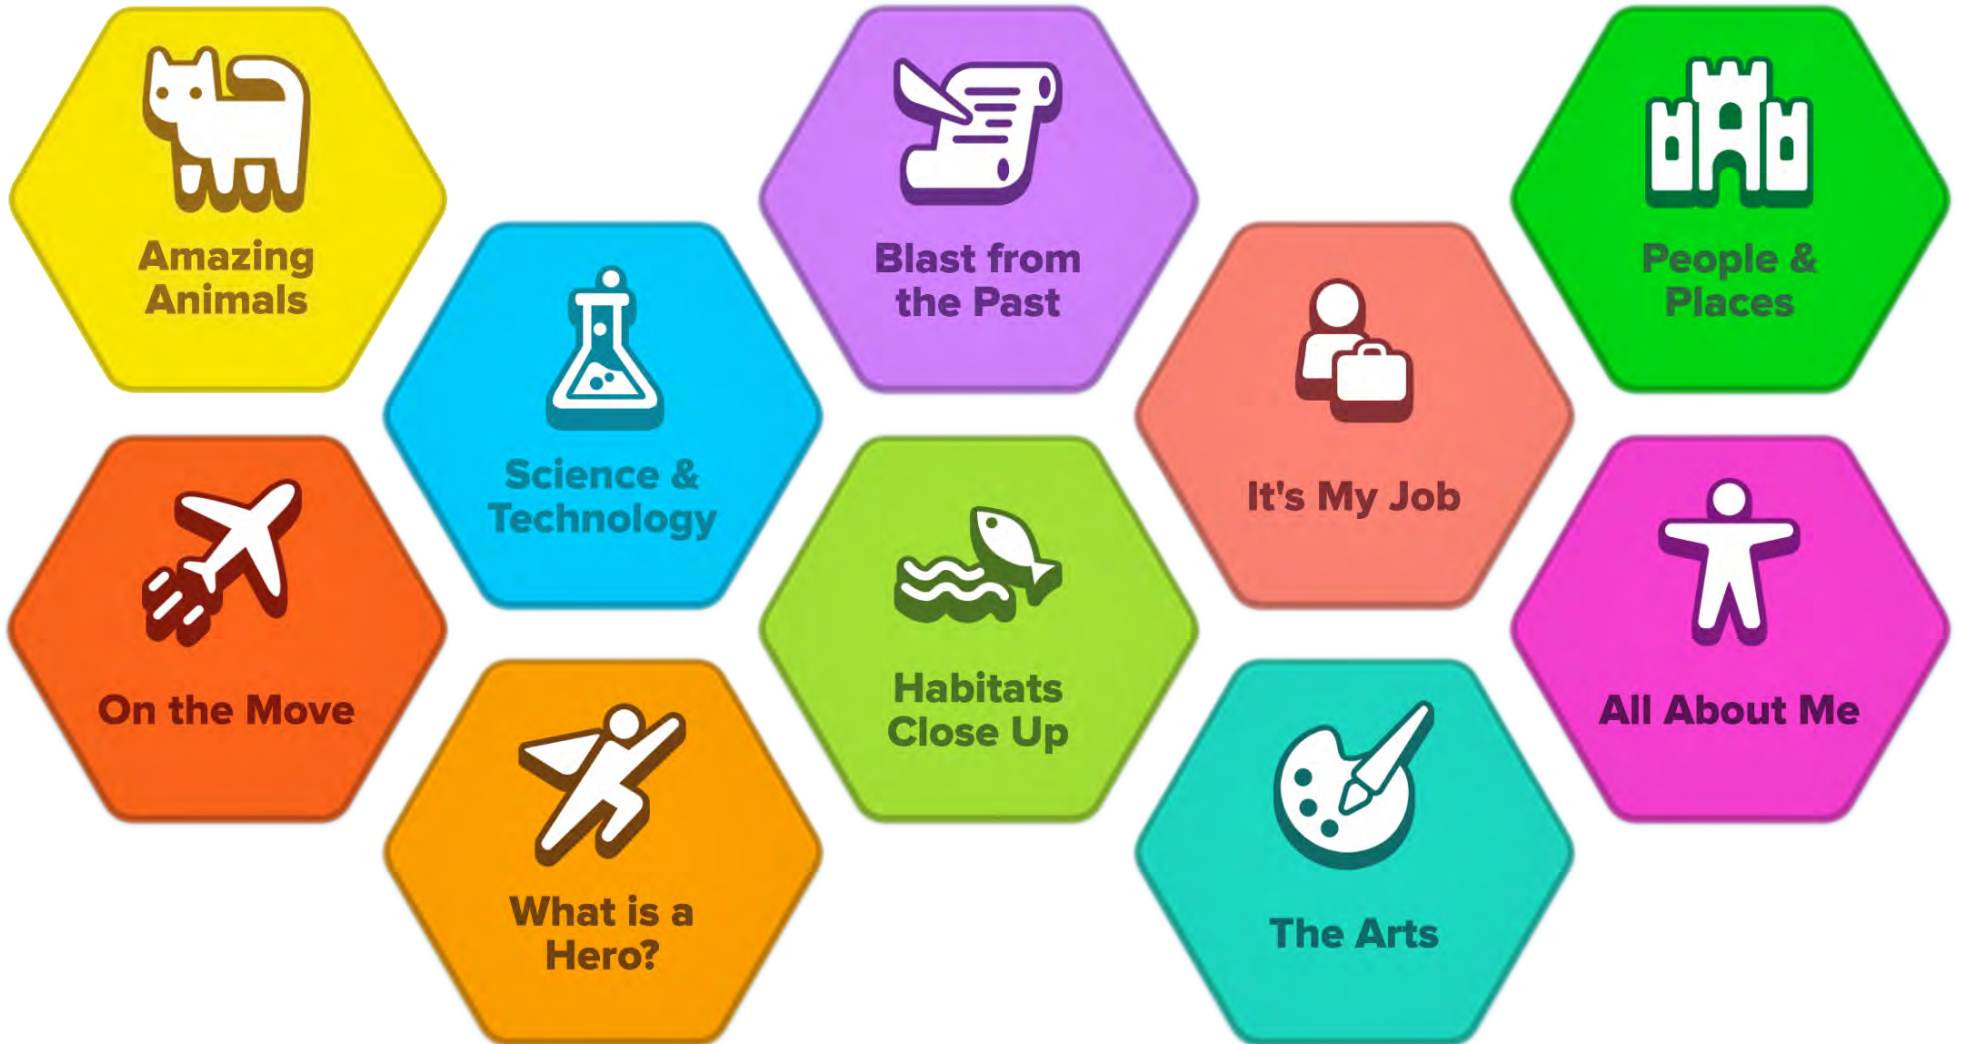 Amazing
Animals
Blast from
the Past
People &
Places
Science &
Technology
It's My Job
On the Move
Habitats
Close Up
All About Me
What is a
Hero?
The Arts